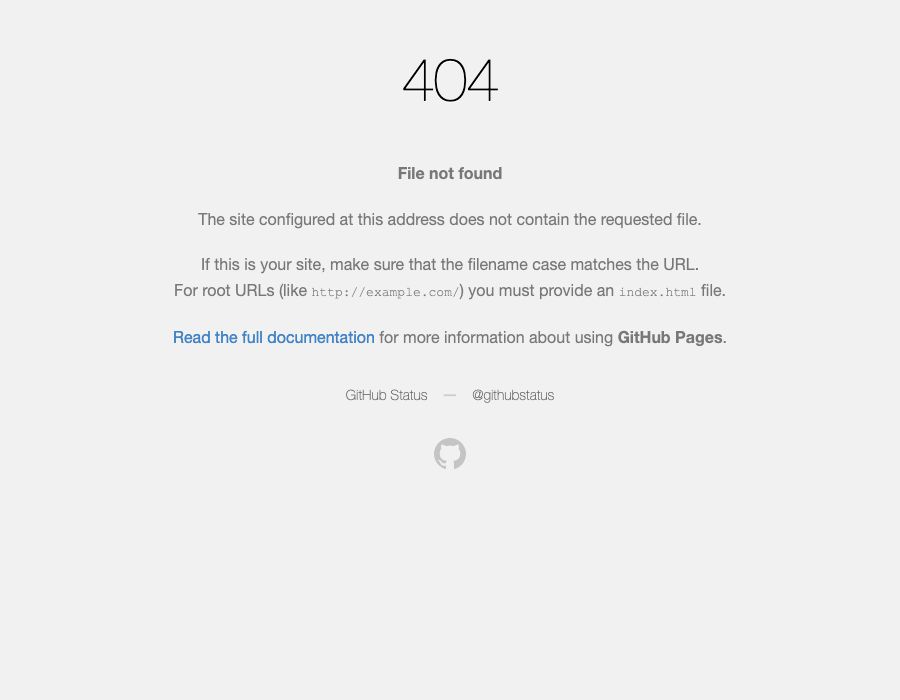 404
File not found
The site configured at this address does not contain the requested file.
If this is your site, make sure that the filename case matches the URL.
For root URLs (like http://example.com/) you must provide an index.html file.
Read the full documentation for more information about using GitHub Pages.
GitHub Status — @githubstatus